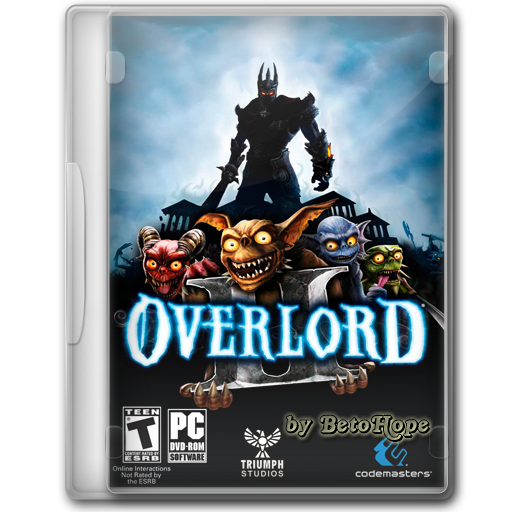 II
OVERLORD
by BetoHope
TEEN
T
CONTENT RATED BY
ESRB
PC
DVD-ROM
SOFTWARE
Online Interactions
Not Rated by
the ESRB
TRIUMPH
STUDIOS
codemasters